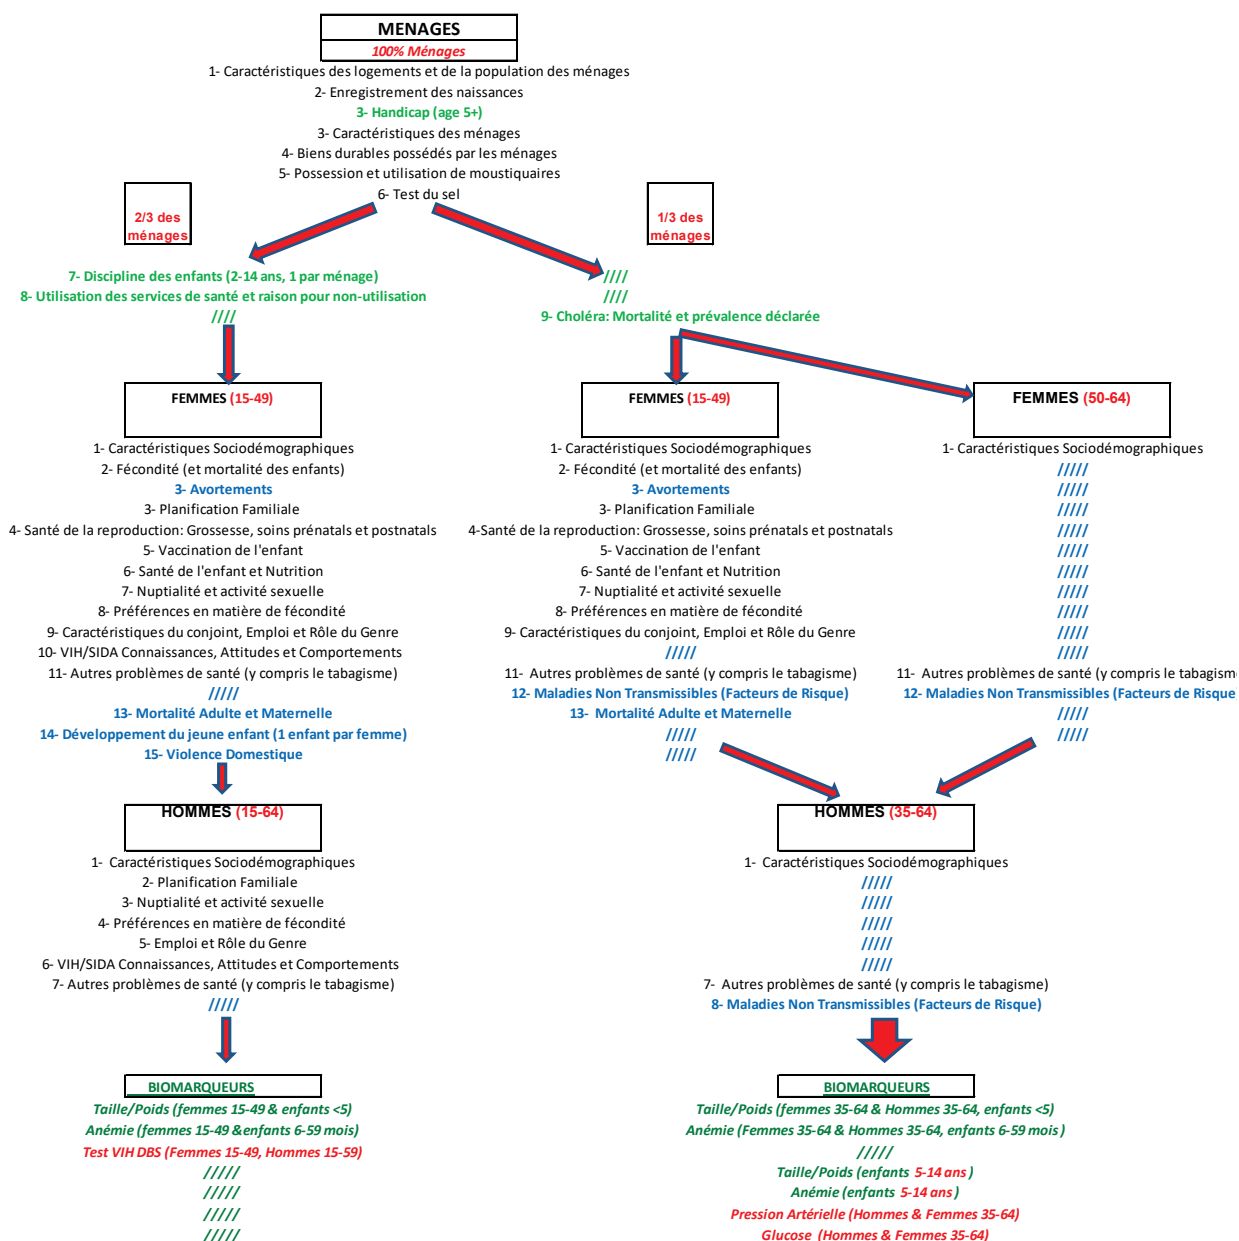 MENAGES
100% Ménages
1- Caractéristiques des logements et de la population des ménages
2- Enregistrement des naissances
3- Handicap (age 5+)
3- Caractéristiques des ménages
4- Biens durables possédés par les ménages
5- Possession et utilisation de moustiquaires
6- Test du sel
2/3 des
ménages
1/3 des
ménages
7- Discipline des enfants (2-14 ans, 1 par ménage)
8- Utilisation des services de santé et raison pour non-utilisation
////
////
////
9- Choléra: Mortalité et prévalence déclarée
FEMMES (15-49)
1- Caractéristiques Sociodémographiques
2- Fécondité (et mortalité des enfants)
3- Avortements
3- Planification Familiale
4- Santé de la reproduction: Grossesse, soins prénatals et postnatals
5- Vaccination de l'enfant
6- Santé de l'enfant et Nutrition
7- Nuptialité et activité sexuelle
8- Préférences en matière de fécondité
9- Caractéristiques du conjoint, Emploi et Rôle du Genre
10- VIH/SIDA Connaissances, Attitudes et Comportements
11- Autres problèmes de santé (y compris le tabagisme)
/////
13- Mortalité Adulte et Maternelle
14- Développement du jeune enfant (1 enfant par femme)
15- Violence Domestique
FEMMES (15-49)
1- Caractéristiques Sociodémographiques
2- Fécondité (et mortalité des enfants)
3- Avortements
3- Planification Familiale
4-Santé de la reproduction: Grossesse, soins prénatals et postnatals
5- Vaccination de l'enfant
6- Santé de l'enfant et Nutrition
7- Nuptialité et activité sexuelle
8- Préférences en matière de fécondité
9- Caractéristiques du conjoint, Emploi et Rôle du Genre
/////
11- Autres problèmes de santé (y compris le tabagisme)
12- Maladies Non Transmissibles (Facteurs de Risque)
13- Mortalité Adulte et Maternelle
/////
/////
FEMMES (50-64)
1- Caractéristiques Sociodémographiques
/////
/////
/////
/////
/////
/////
/////
/////
/////
/////
11- Autres problèmes de santé (y compris le tabagisme
12- Maladies Non Transmissibles (Facteurs de Risque
/////
/////
HOMMES (15-64)
1- Caractéristiques Sociodémographiques
2- Planification Familiale
3- Nuptialité et activité sexuelle
4- Préférences en matière de fécondité
5- Emploi et Rôle du Genre
6- VIH/SIDA Connaissances, Attitudes et Comportements
7- Autres problèmes de santé (y compris le tabagisme)
/////
HOMMES (35-64)
1- Caractéristiques Sociodémographiques
/////
/////
/////
/////
/////
7- Autres problèmes de santé (y compris le tabagisme)
8- Maladies Non Transmissibles (Facteurs de Risque)
BIOMARQUEURS
Taille/Poids (femmes 15-49 & enfants <5)
Anémie (femmes 15-49 &enfants 6-59 mois)
Test VIH DBS (Femmes 15-49, Hommes 15-59)
/////
/////
/////
/////
BIOMARQUEURS
Taille/Poids (femmes 35-64 & Hommes 35-64, enfants <5)
Anémie (Femmes 35-64 & Hommes 35-64, enfants 6-59 mois )
/////
Taille/Poids (enfants 5-14 ans )
Anémie (enfants 5-14 ans )
Pression Artérielle (Hommes & Femmes 35-64)
Glucose (Hommes & Femmes 35-64)